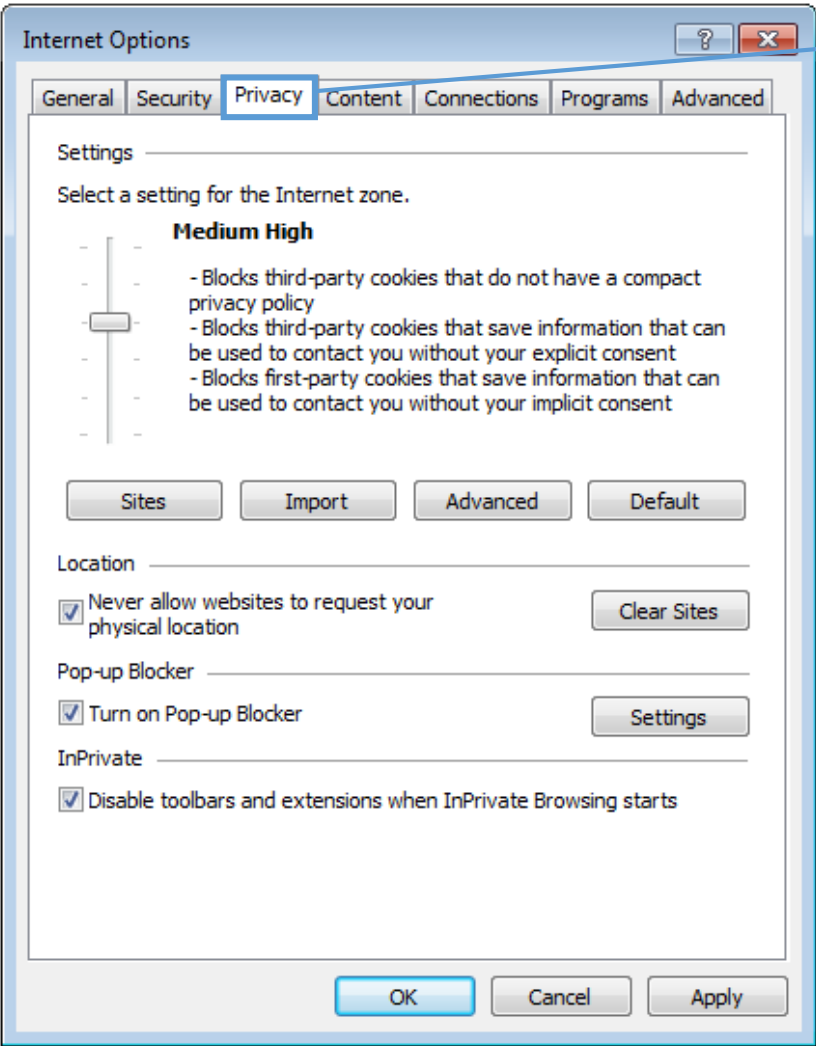 Internet Options
?
General Security Privacy Content Connections Programs Advanced
Settings
Select a setting for the Internet zone.
Medium High
- Blocks third-party cookies that do not have a compact
privacy policy
- Blocks third-party cookies that save information that can
be used to contact you without your explicit consent
- Blocks first-party cookies that save information that can
be used to contact you without your implicit consent
Sites Import Advanced Default
Location
Never allow websites to request your
physical location
Clear Sites
Pop-up Blocker
Turn on Pop-up Blocker Settings
InPrivate
Disable toolbars and extensions when InPrivate Browsing starts
OK Cancel Apply